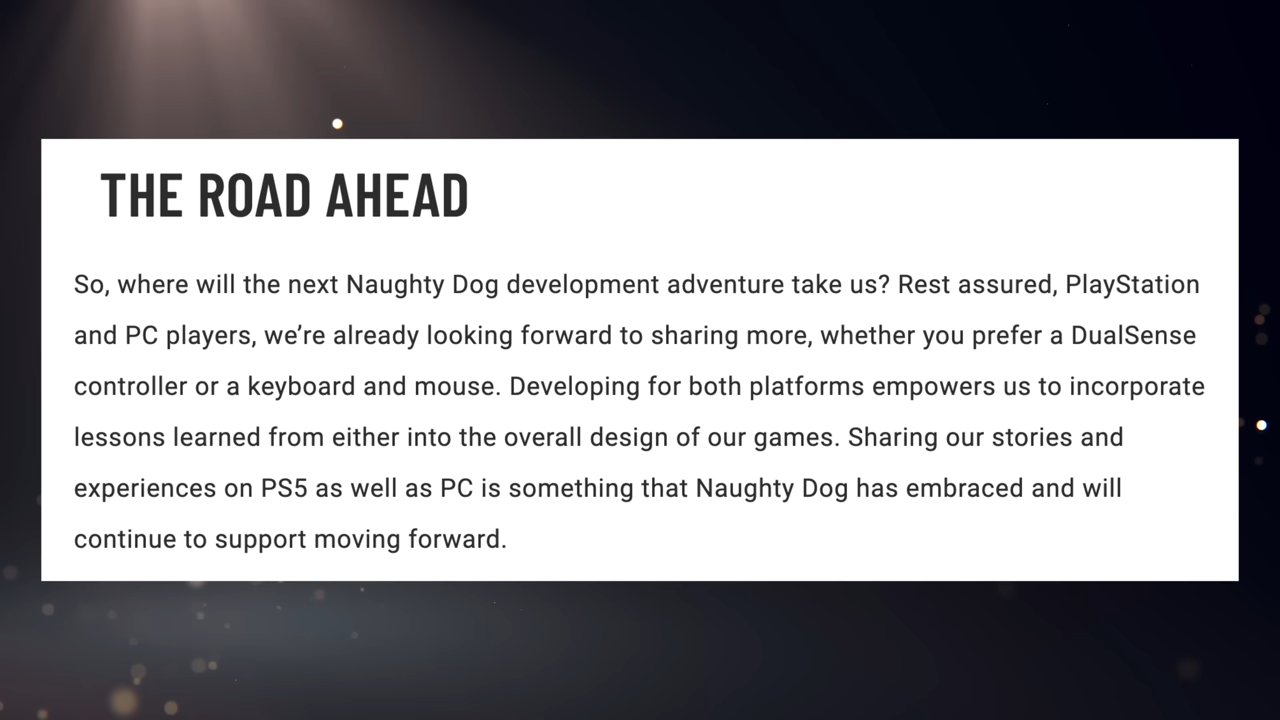 THE ROAD AHEAD
So, where will the next Naughty Dog development adventure take us? Rest assured, PlayStation
and PC players, we’re already looking forward to sharing more, whether you prefer a DualSense
controller or a keyboard and mouse. Developing for both platforms empowers us to incorporate
lessons learned from either into the overall design of our games. Sharing our stories and
experiences on PS5 as well as PC is something that Naughty Dog has embraced and will
continue to support moving forward.